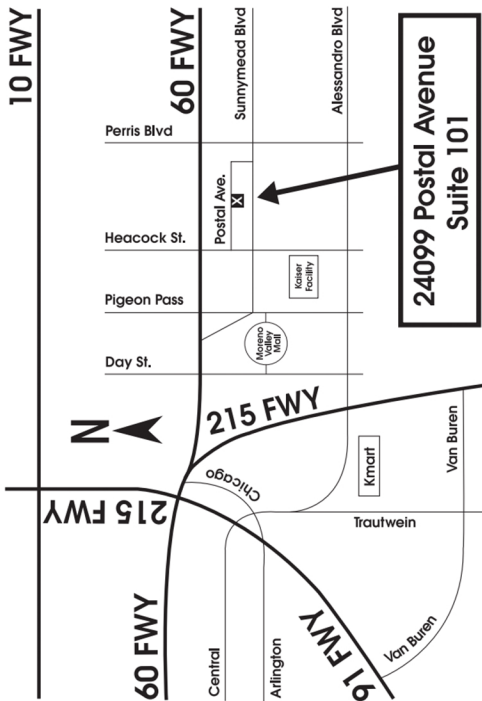 10 FWY
60 FWY
Sunnymead Blvd
Alessandro Blvd
24099 Postal Avenue
Suite 101
Perris Blvd
Postal Ave.
X
Heacock St.
Kaiser
Facility
Pigeon Pass
Moreno
Valley
Mall
Day St.
N
215 FWY
Chicago
Kmart
Van Buren
215 FWY
Trautwein
60 FWY
Central
Arlington
91 FWY
Van Buren